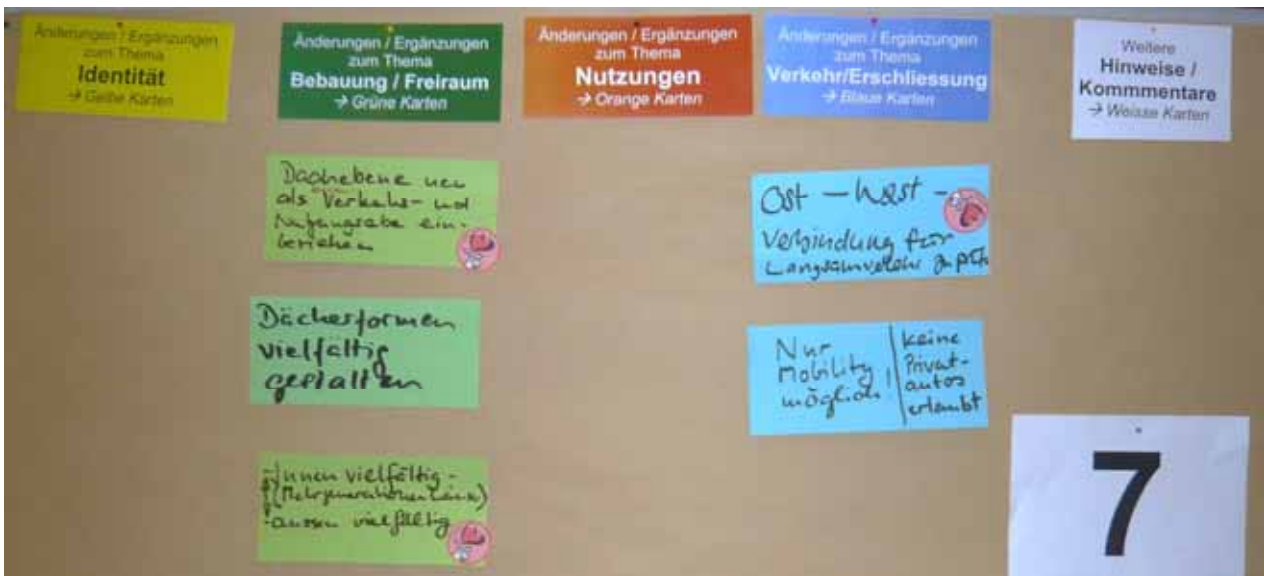 Änderungen / Ergänzungen
zum Thema
Identität
→ Gelbe Karten
Änderungen / Ergänzungen
zum Thema
Bebauung / Freiraum
→ Grüne Karten
Änderungen / Ergänzungen
zum Thema
Nutzungen
→ Orange Karten
Änderungen / Ergänzungen
zum Thema
Verkehr/Erschliessung
→ Blaue Karten
Weitere
Hinweise /
Kommmentare
→ Weisse Karten
Dachebene neu
als Verkehrs- und
ein-
beziehen
Dächerformen
vielfältig
gestalten
- Innen vielfältig -
(Mehrgenerationenhäuser)
- aussen vielfältig
Ost – West –
Verbindung für
Langsamverkehr
Nur
Mobility
möglich
keine
Privat-
autos
erlaubt
7